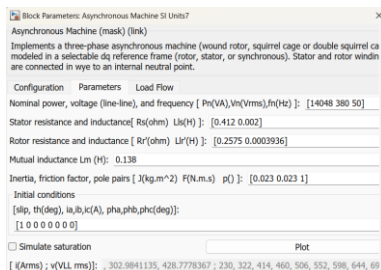 Block Parameters: Asynchronous Machine SI Units7
Asynchronous Machine (mask) (link)
Implements a three-phase asynchronous machine (wound rotor, squirrel cage or double squirrel ca
modeled in a selectable dq reference frame (rotor, stator, or synchronous). Stator and rotor windin
are connected in wye to an internal neutral point.
Configuration Parameters Load Flow
Nominal power, voltage (line-line), and frequency [ Pn(VA),Vn(Vrms),fn(Hz) ]: [14048 380 50]
Stator resistance and inductance[ Rs(ohm) Lls(H) ]: [0.412 0.002]
Rotor resistance and inductance [ Rr'(ohm) Llr'(H) ]: [0.2575 0.0003936]
Mutual inductance Lm (H): 0.138
Inertia, friction factor, pole pairs [ J(kg.m^2) F(N.m.s) p() ]: [0.023 0.023 1]
Initial conditions
[slip, th(deg), ia,ib,ic(A), pha,phb,phc(deg)]:
[1 0 0 0 0 0 0 0]
Simulate saturation Plot
[ i(Arms) ; v(VLL rms)]: , 302.9841135, 428.7778367 ; 230, 322, 414, 460, 506, 552, 598, 644, 69